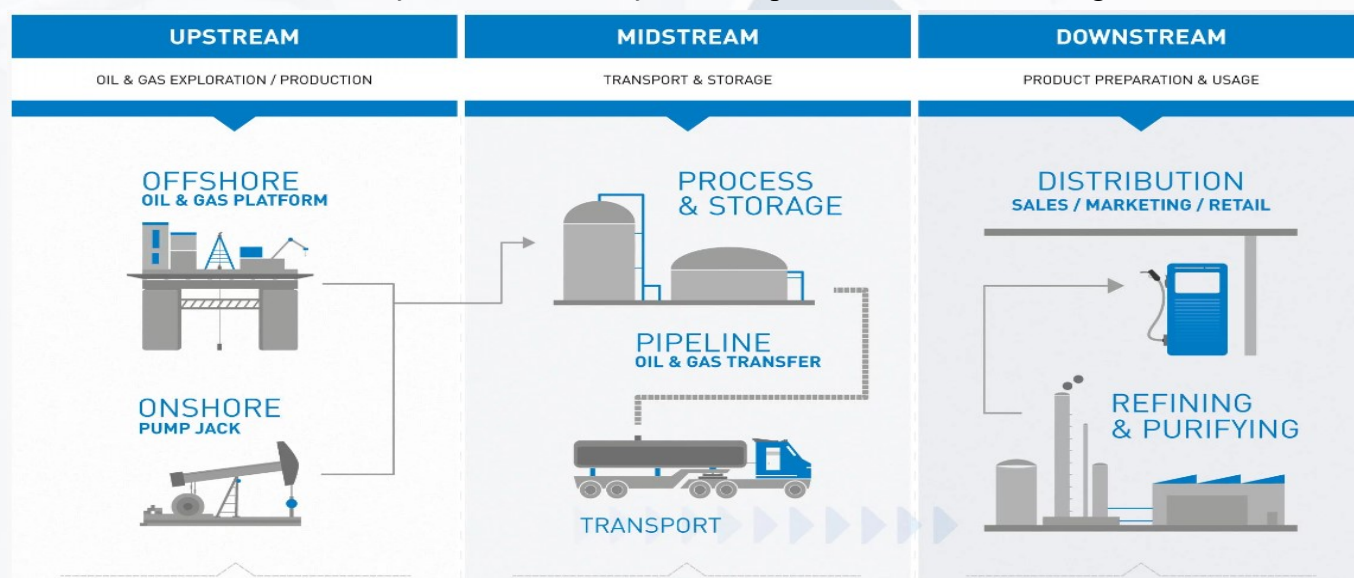 UPSTREAM
OIL & GAS EXPLORATION / PRODUCTION
OFFSHORE
OIL & GAS PLATFORM
ONSHORE
PUMP JACK
MIDSTREAM
TRANSPORT & STORAGE
PROCESS
& STORAGE
PIPELINE
OIL & GAS TRANSFER
TRANSPORT
DOWNSTREAM
PRODUCT PREPARATION & USAGE
DISTRIBUTION
SALES / MARKETING / RETAIL
REFINING
& PURIFYING